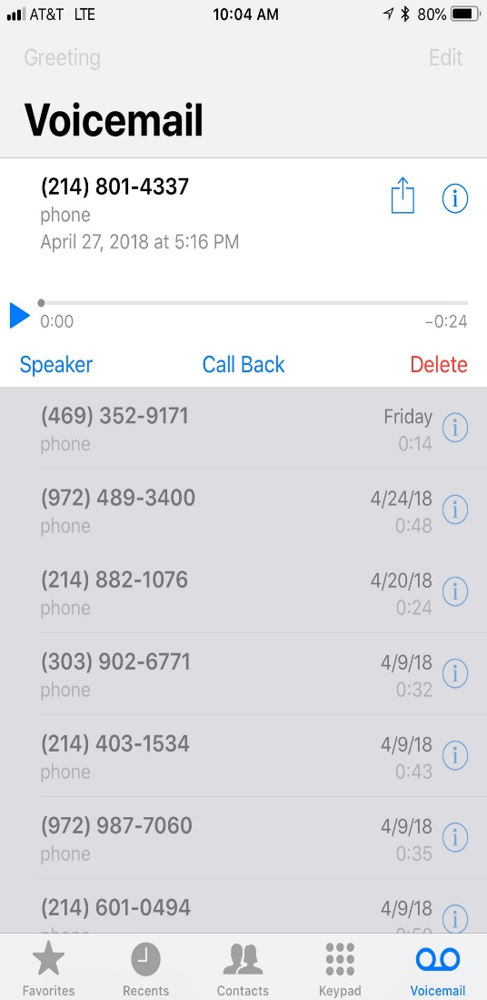 AT&T LTE 10:04 AM 80%
Greeting Edit
Voicemail
(214) 801-4337
phone
April 27, 2018 at 5:16 PM
0:00 −0:24
Speaker Call Back Delete
(469) 352-9171 Friday
phone 0:14
(972) 489-3400 4/24/18
phone 0:48
(214) 882-1076 4/20/18
phone 0:24
(303) 902-6771 4/9/18
phone 0:32
(214) 403-1534 4/9/18
phone 0:43
(972) 987-7060 4/9/18
phone 0:35
(214) 601-0494 4/9/18
phone
Favorites Recents Contacts Keypad Voicemail